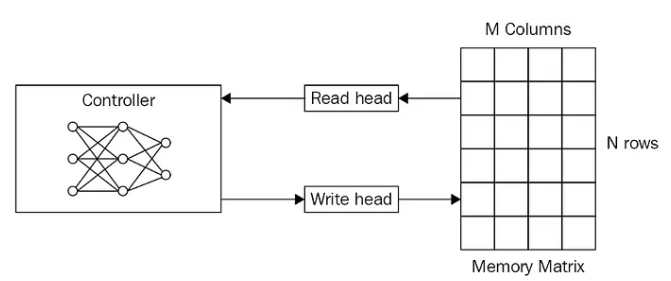 M Columns
Controller
Read head
N rows
Write head
Memory Matrix